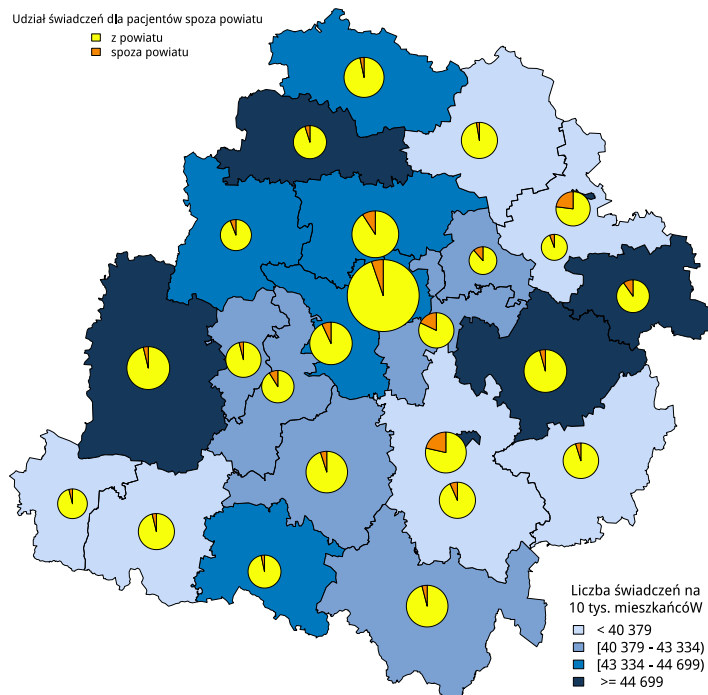 Udział świadczeń dla pacjentów spoza powiatu
z powiatu
spoza powiatu
Liczba świadczeń na
10 tys. mieszkańcóW
< 40 379
[40 379 - 43 334)
[43 334 - 44 699)
>= 44 699